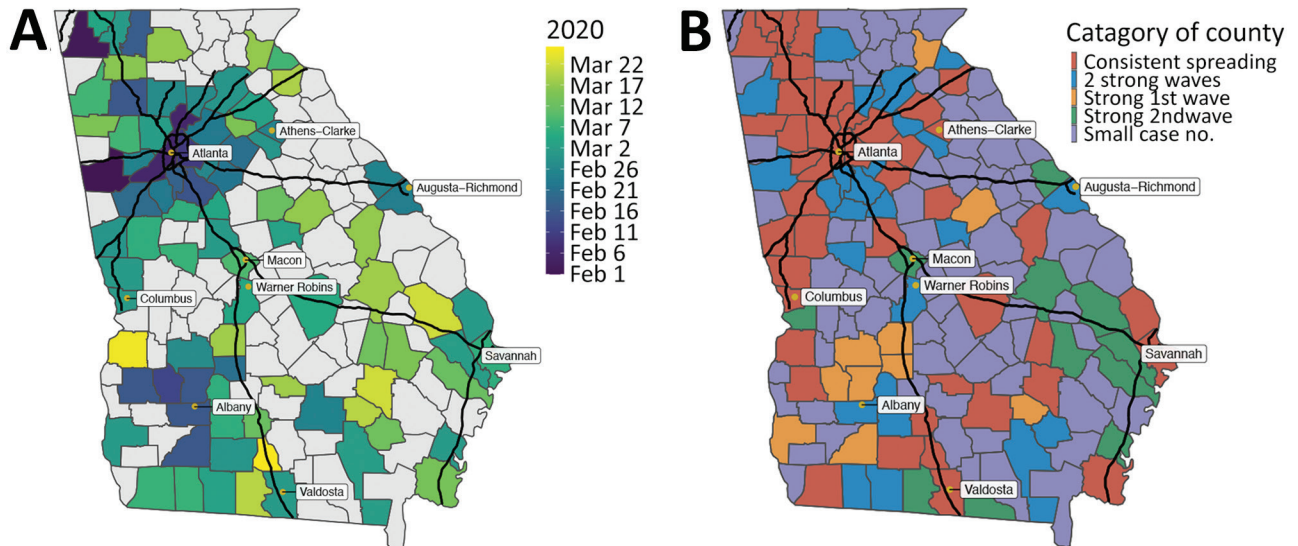 A
2020
Mar 22
Mar 17
Mar 12
Mar 7
Mar 2
Feb 26
Feb 21
Feb 16
Feb 11
Feb 6
Feb 1
Athens–Clarke
Atlanta
Augusta–Richmond
Macon
Warner Robins
Columbus
Savannah
Albany
Valdosta
B
Catagory of county
Consistent spreading
2 strong waves
Strong 1st wave
Strong 2ndwave
Small case no.
Athens–Clarke
Atlanta
Augusta–Richmond
Macon
Warner Robins
Columbus
Savannah
Albany
Valdosta